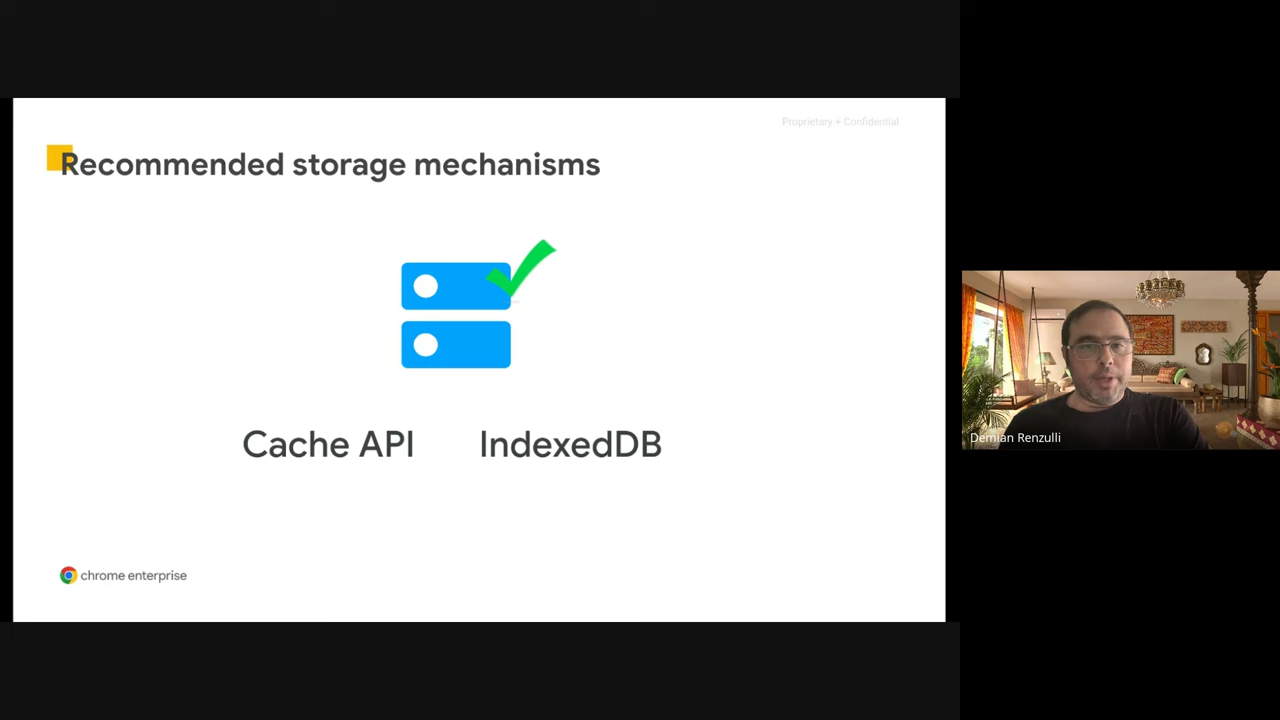 Proprietary + Confidential
Recommended storage mechanisms
Cache API
IndexedDB
chrome enterprise
Demian Renzulli